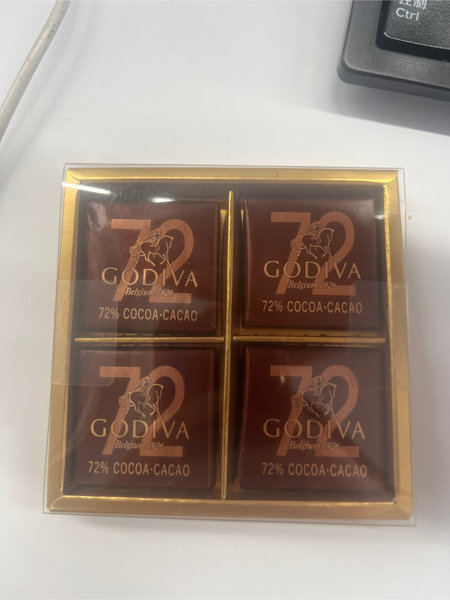 控制
Ctrl
72
GODIVA
Belgium 1926
72% COCOA·CACAO
72
GODIVA
Belgium 1926
72% COCOA·CACAO
72
GODIVA
Belgium 1926
72% COCOA·CACAO
72
GODIVA
Belgium 1926
72% COCOA·CACAO